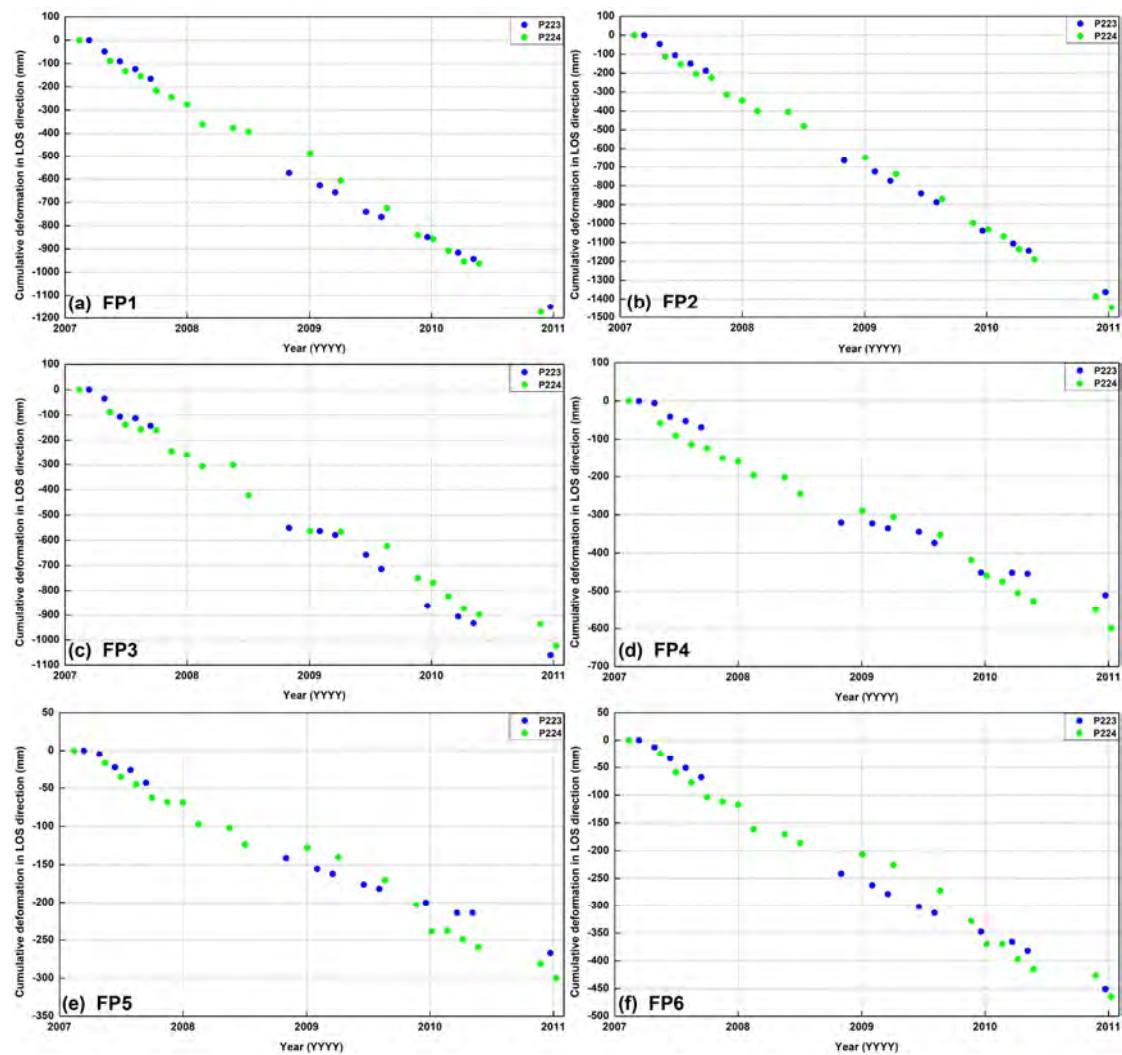 100
0
-100
-200
-300
-400
-500
-600
-700
-800
-900
-1000
-1100
-1200
Cumulative deformation in LOS direction (mm)
P223
P224
(a) FP1
2007 2008 2009 2010 2011
Year (YYYY)
100
0
-100
-200
-300
-400
-500
-600
-700
-800
-900
-1000
-1100
-1200
-1300
-1400
-1500
Cumulative deformation in LOS direction (mm)
P223
P224
(b) FP2
2007 2008 2009 2010 2011
Year (YYYY)
100
0
-100
-200
-300
-400
-500
-600
-700
-800
-900
-1000
-1100
Cumulative deformation in LOS direction (mm)
P223
P224
(c) FP3
2007 2008 2009 2010 2011
Year (YYYY)
100
0
-100
-200
-300
-400
-500
-600
-700
Cumulative deformation in LOS direction (mm)
P223
P224
(d) FP4
2007 2008 2009 2010 2011
Year (YYYY)
50
0
-50
-100
-150
-200
-250
-300
-350
Cumulative deformation in LOS direction (mm)
P223
P224
(e) FP5
2007 2008 2009 2010 2011
Year (YYYY)
50
0
-50
-100
-150
-200
-250
-300
-350
-400
-450
-500
Cumulative deformation in LOS direction (mm)
P223
P224
(f) FP6
2007 2008 2009 2010 2011
Year (YYYY)